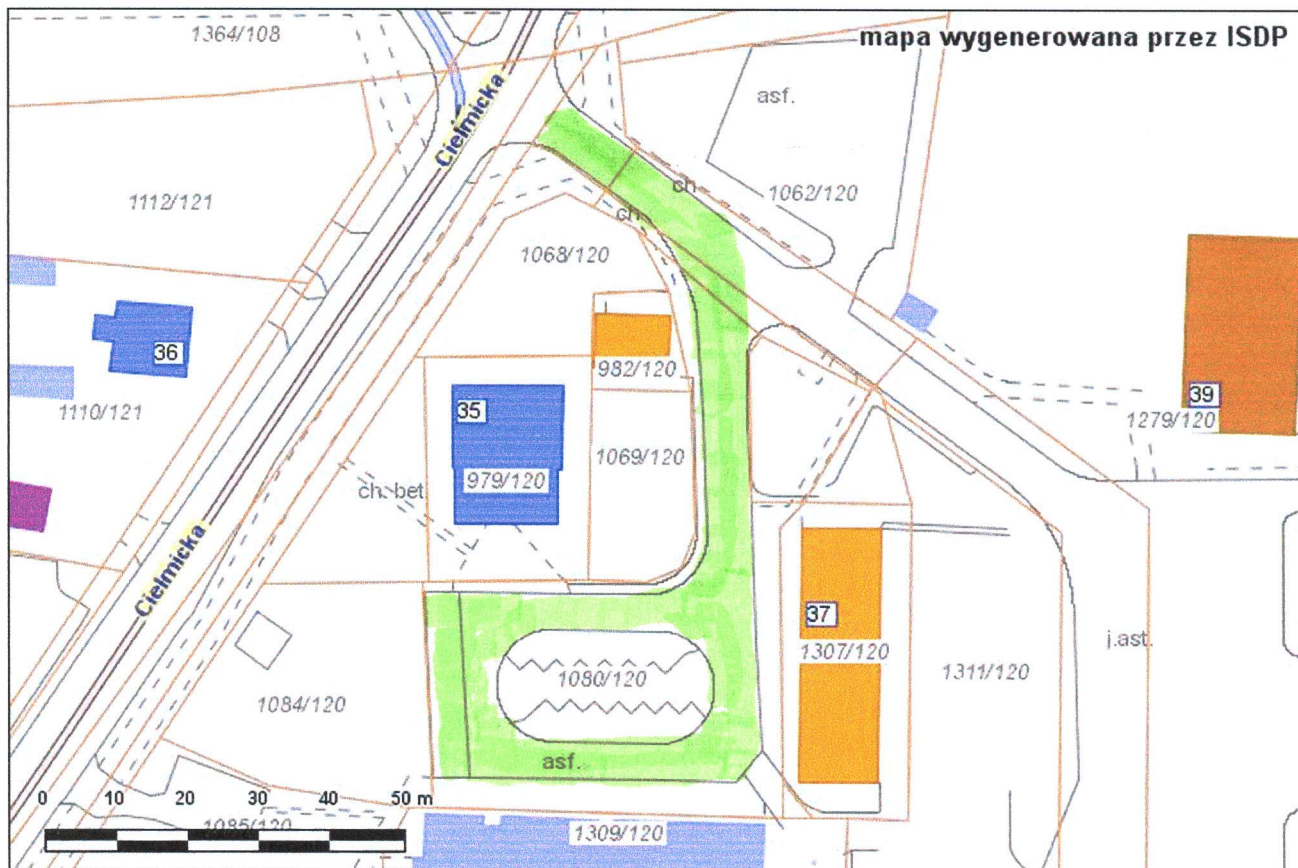 1364/108
mapa wygenerowana przez ISDP
Cielmicka
asf.
ch
1062/120
1112/121
ch.
1068/120
36
982/120
35
39
1110/121
1279/120
1069/120
979/120
ch. bet.
Cielmicka
37
j.ast.
1307/120
1311/120
1080/120
1084/120
asf.
0 10 20 30 40 50 m
1085/120
1309/120